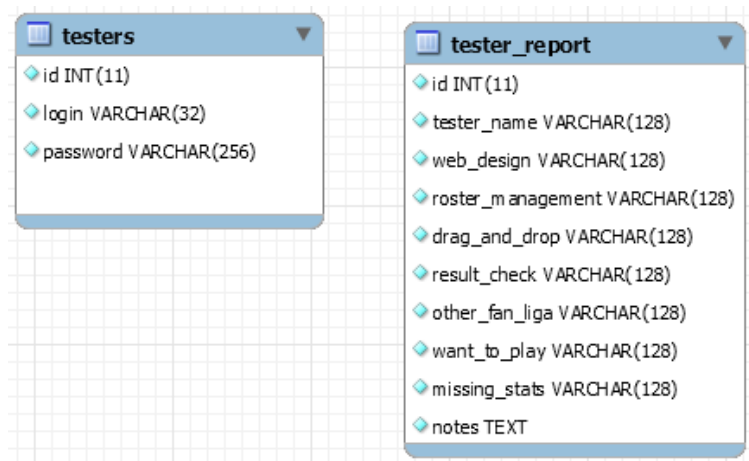 testers
id INT(11)
login VARCHAR(32)
password VARCHAR(256)
tester_report
id INT(11)
tester_name VARCHAR(128)
web_design VARCHAR(128)
roster_management VARCHAR(128)
drag_and_drop VARCHAR(128)
result_check VARCHAR(128)
other_fan_liga VARCHAR(128)
want_to_play VARCHAR(128)
missing_stats VARCHAR(128)
notes TEXT